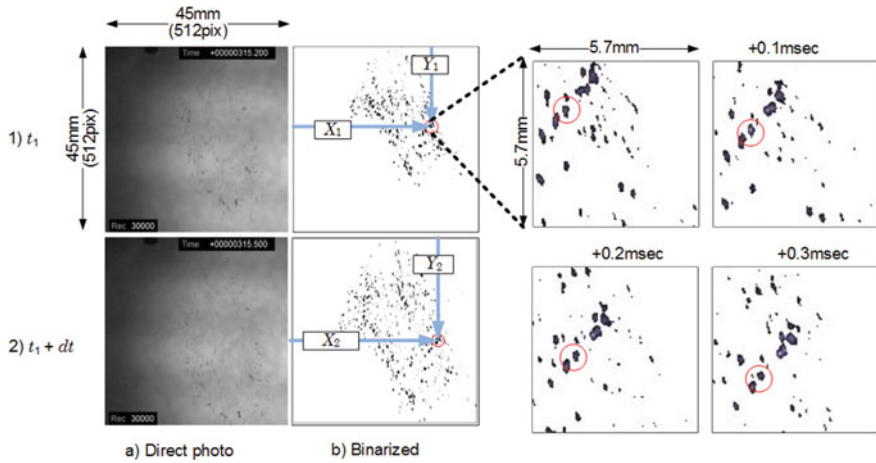 45mm
(512pix)
45mm
(512pix)
1) t₁
Time +00000315.200
Rec 30000
Y₁
X₁
5.7mm
5.7mm
+0.1msec
2) t₁ + dt
Time +00000315.500
Rec 30000
Y₂
X₂
+0.2msec
+0.3msec
a) Direct photo
b) Binarized